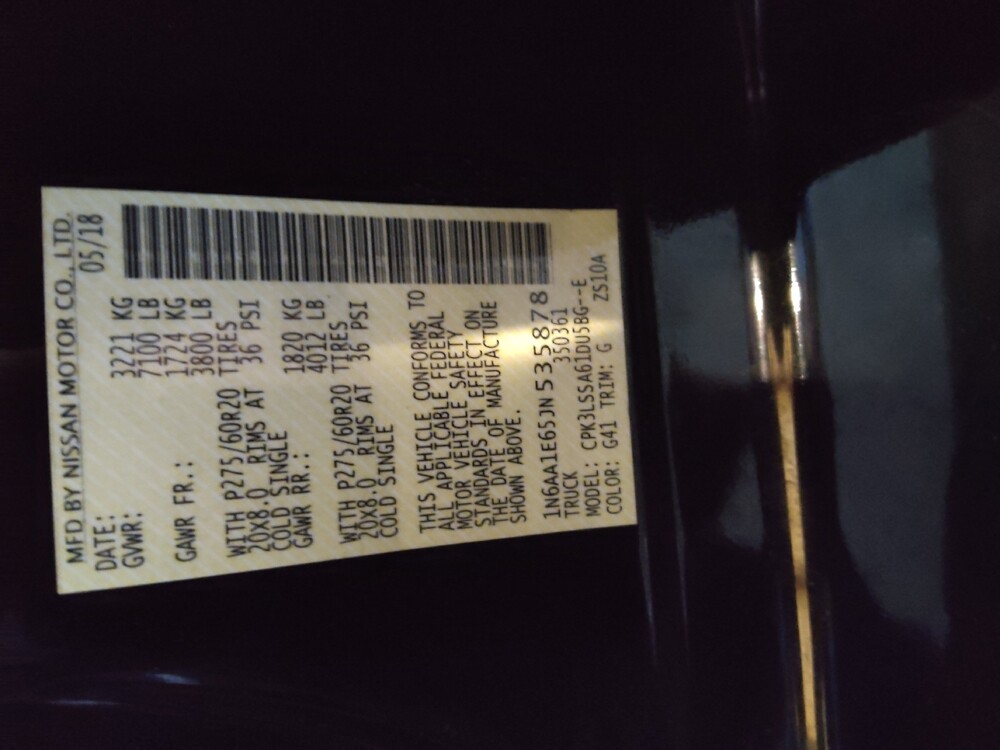 MFD BY NISSAN MOTOR CO., LTD.
DATE: 05/18
GVWR: 3221 KG
7100 LB
GAWR FR.: 1724 KG
3800 LB
WITH P275/60R20 TIRES
20X8.0 RIMS AT 36 PSI
COLD SINGLE
GAWR RR.: 1820 KG
4012 LB
WITH P275/60R20 TIRES
20X8.0 RIMS AT 36 PSI
COLD SINGLE
THIS VEHICLE CONFORMS TO
ALL APPLICABLE FEDERAL
MOTOR VEHICLE SAFETY
STANDARDS IN EFFECT ON
THE DATE OF MANUFACTURE
SHOWN ABOVE.
1N6AA1E65JN535878
TRUCK 350361
MODEL: CPK3LSSA61DU5BG--E
COLOR: G41 TRIM: G ZS10A